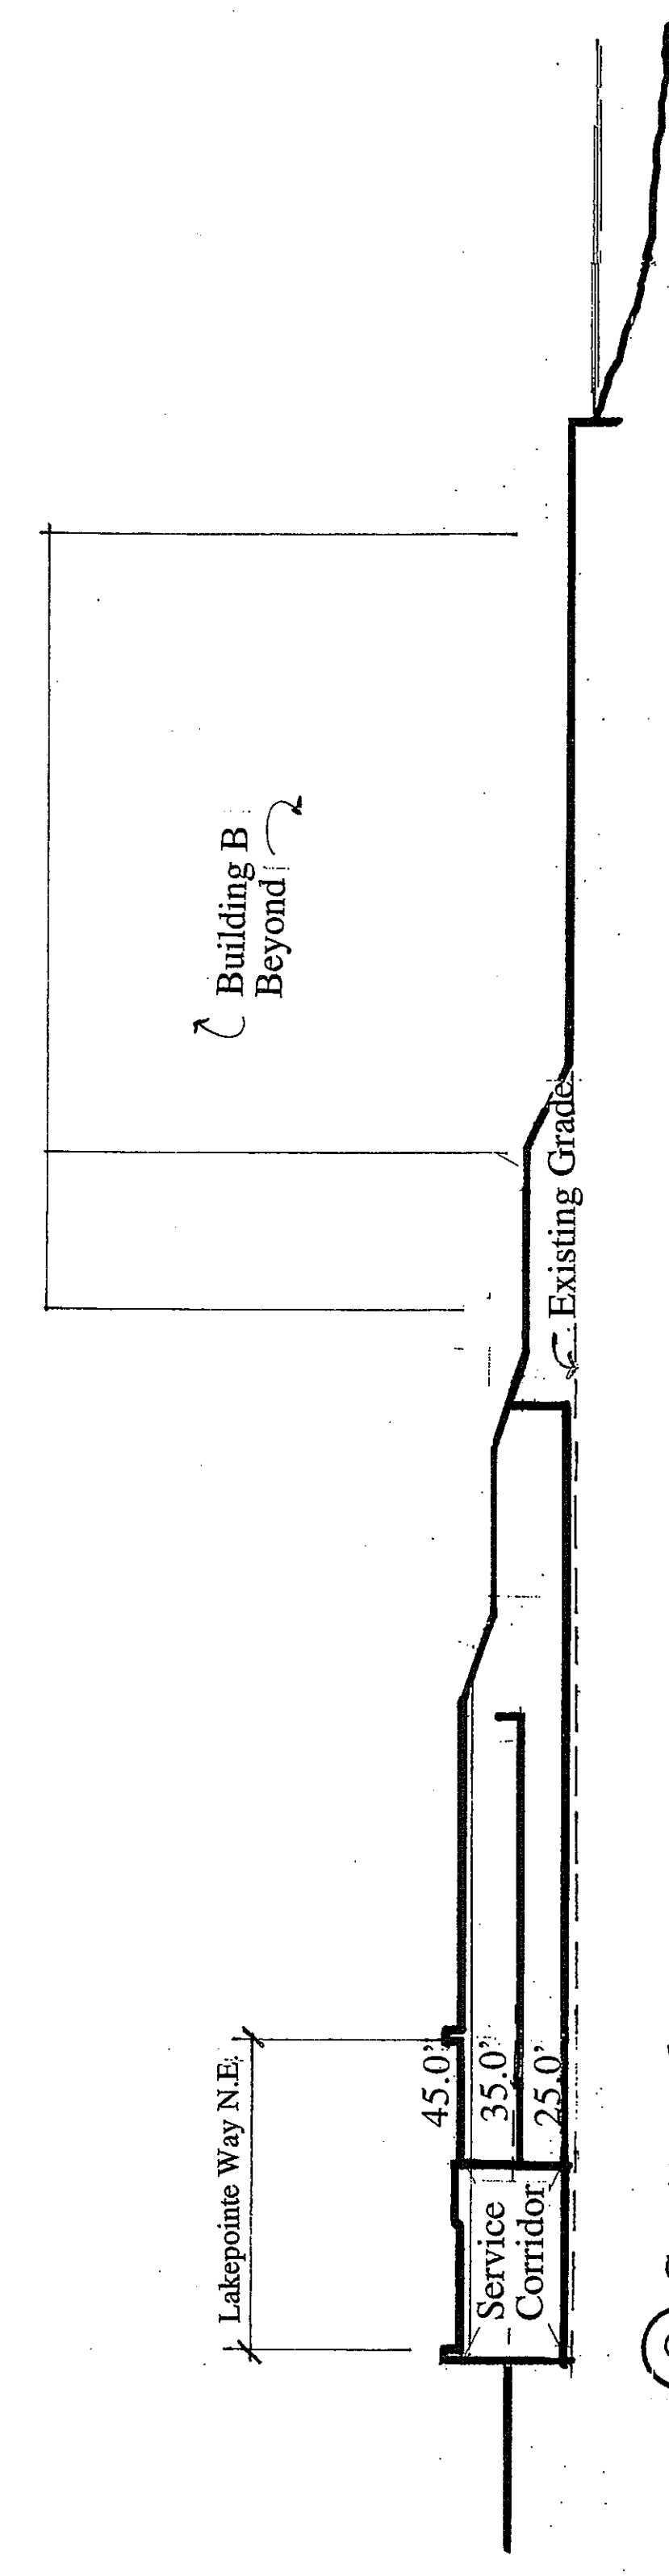 Lakepointe Way N.E.
45.0'
35.0'
25.0'
Service
Corridor
Existing Grade
Building B
Beyond